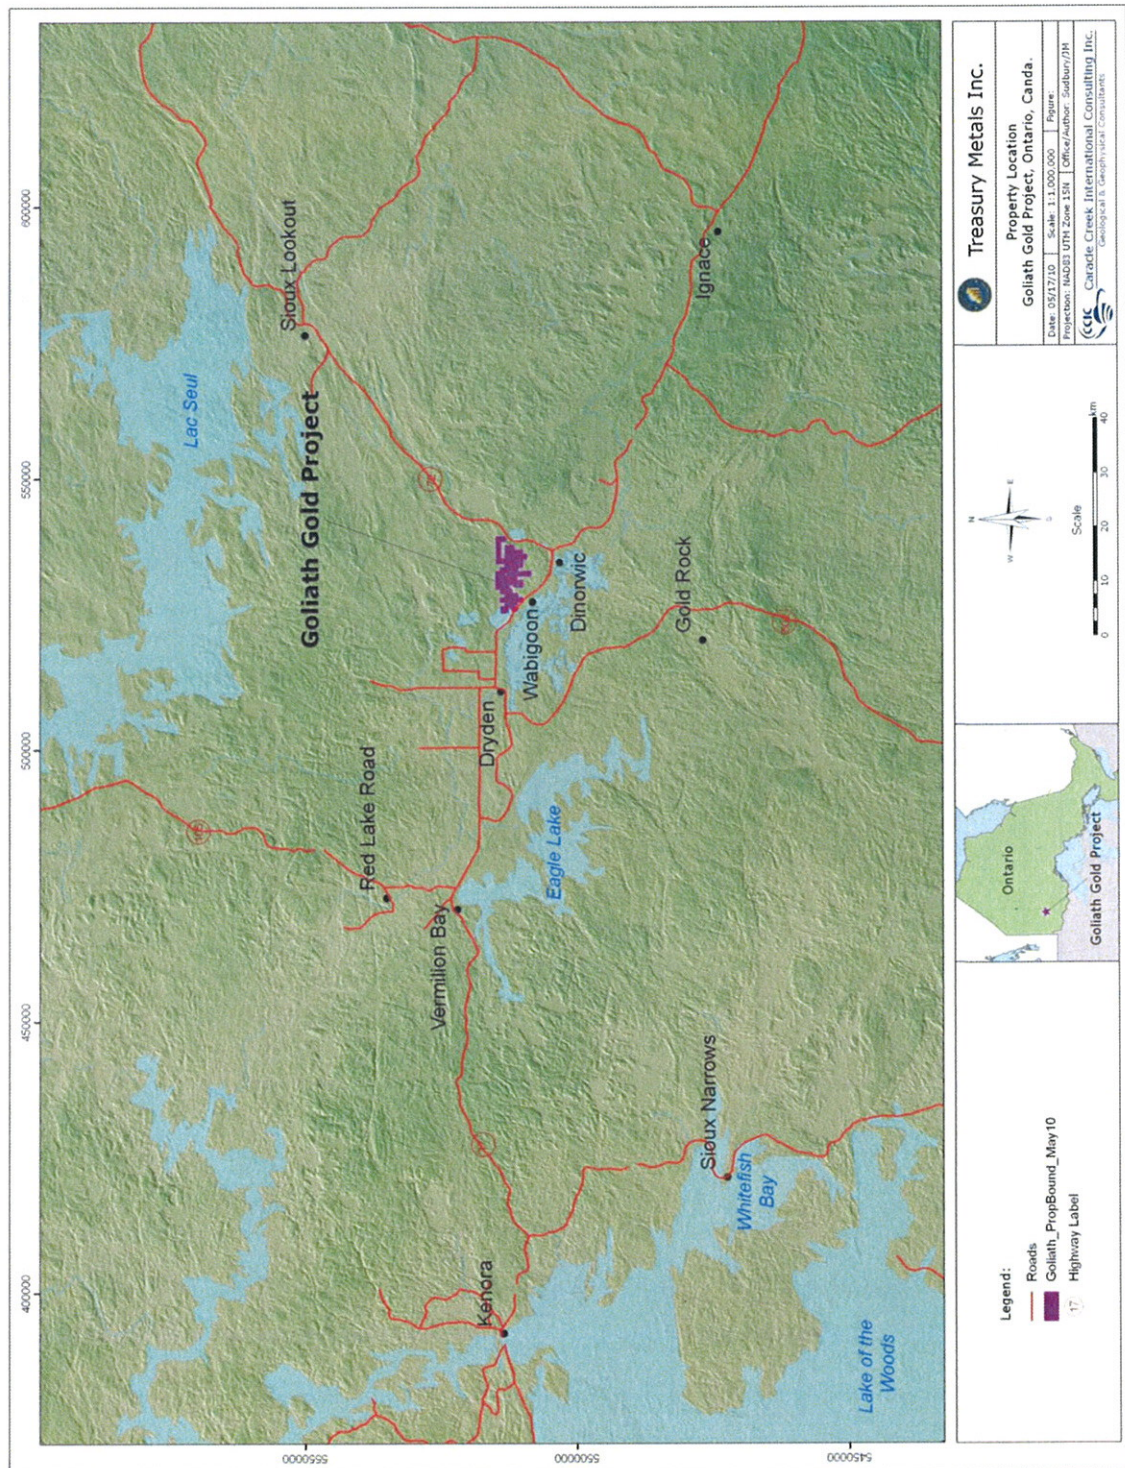 400000
450000
500000
550000
600000
5550000
5500000
5450000
Lac Seul
105
Sioux Lookout
Goliath Gold Project
Red Lake Road
Vermilion Bay
Dryden
Kenora
17
Wabigoon
Eagle Lake
Dinorwic
Gold Rock
Ignace
Sioux Narrows
Whitefish
Bay
Lake of the
Woods
Legend:
Roads
Goliath_PropBound_May10
17 Highway Label
Ontario
Goliath Gold Project
N
W E
S
Scale
0 10 20 30 40 km
Treasury Metals Inc.
Property Location
Goliath Gold Project, Ontario, Canda.
Date: 05/17/10 Scale: 1:1,000,000 Figure:
Projection: NAD83 UTM Zone 15N Office/Author: Sudbury/JM
CCIC Caracle Creek International Consulting Inc.
Geological & Geophysical Consultants